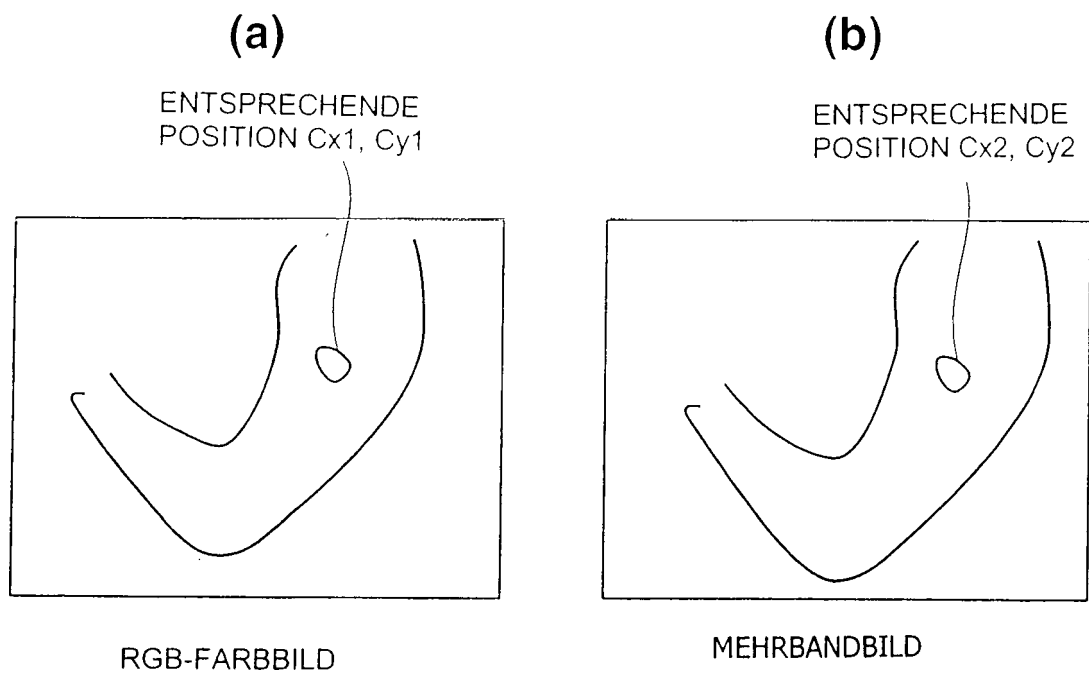 (a)
ENTSPRECHENDE
POSITION Cx1, Cy1
RGB-FARBBILD
(b)
ENTSPRECHENDE
POSITION Cx2, Cy2
MEHRBANDBILD